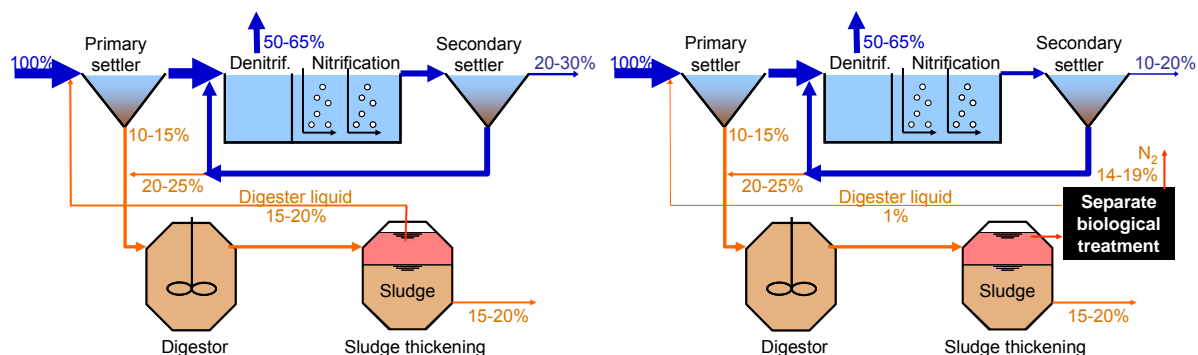 50-65%
Primary
settler
Secondary
settler
100%
Denitrif.
Nitrification
20-30%
10-15%
20-25%
Digester liquid
15-20%
Sludge
15-20%
Digestor
Sludge thickening
50-65%
Primary
settler
Secondary
settler
100%
Denitrif.
Nitrification
10-20%
10-15%
N2
14-19%
20-25%
Digester liquid
1%
Separate
biological
treatment
Sludge
15-20%
Digestor
Sludge thickening